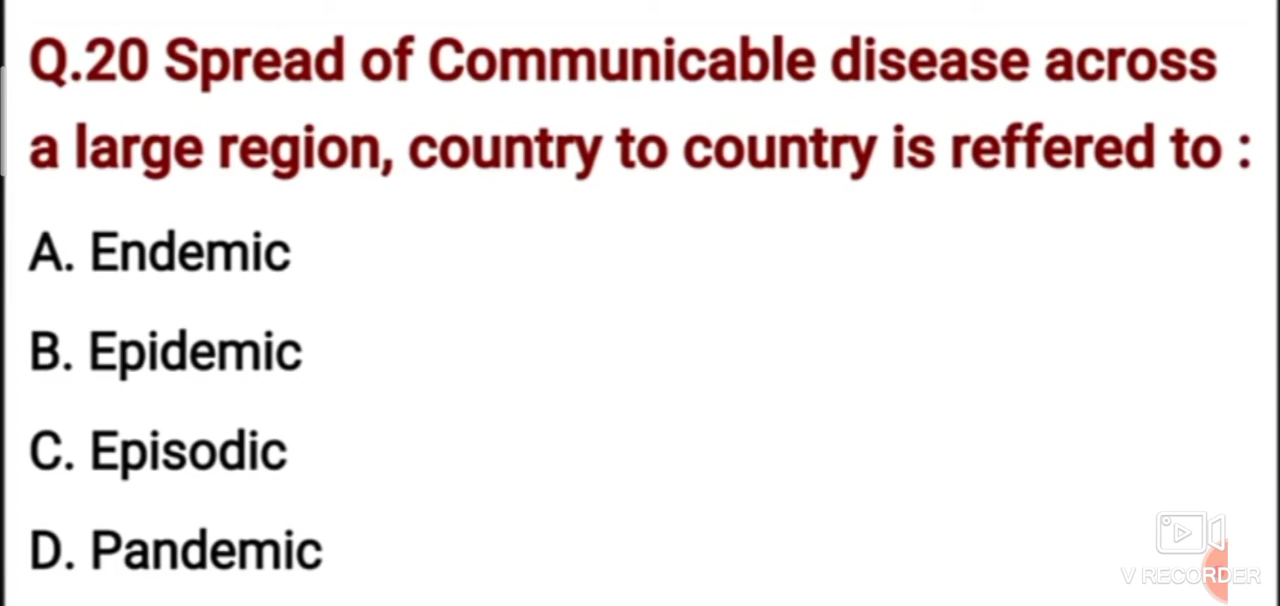 Q.20 Spread of Communicable disease across
a large region, country to country is reffered to :
A. Endemic
B. Epidemic
C. Episodic
D. Pandemic
V RECORDER